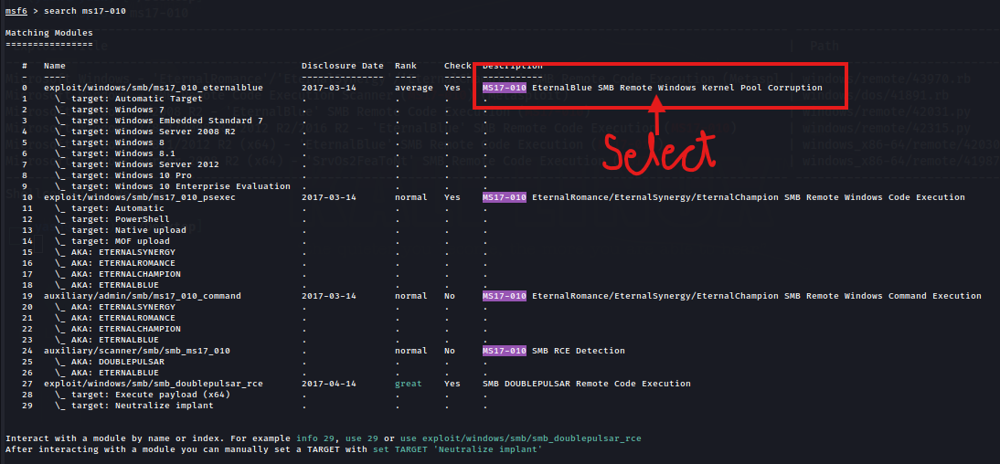 msf6 > search ms17-010
Matching Modules
================
# Name Disclosure Date Rank Check Description
- ---- --------------- ---- ----- -----------
0 exploit/windows/smb/ms17_010_eternalblue 2017-03-14 average Yes MS17-010 EternalBlue SMB Remote Windows Kernel Pool Corruption
1 \_ target: Automatic Target . . . .
2 \_ target: Windows 7 . . . .
3 \_ target: Windows Embedded Standard 7 . . . .
4 \_ target: Windows Server 2008 R2 . . . .
5 \_ target: Windows 8 . . . .
6 \_ target: Windows 8.1 . . . .
7 \_ target: Windows Server 2012 . . . .
8 \_ target: Windows 10 Pro . . . .
9 \_ target: Windows 10 Enterprise Evaluation . . . .
Select
10 exploit/windows/smb/ms17_010_psexec 2017-03-14 normal Yes MS17-010 EternalRomance/EternalSynergy/EternalChampion SMB Remote Windows Code Execution
11 \_ target: Automatic . . . .
12 \_ target: PowerShell . . . .
13 \_ target: Native upload . . . .
14 \_ target: MOF upload . . . .
15 \_ AKA: ETERNALSYNERGY . . . .
16 \_ AKA: ETERNALROMANCE . . . .
17 \_ AKA: ETERNALCHAMPION . . . .
18 \_ AKA: ETERNALBLUE . . . .
19 auxiliary/admin/smb/ms17_010_command 2017-03-14 normal No MS17-010 EternalRomance/EternalSynergy/EternalChampion SMB Remote Windows Command Execution
20 \_ AKA: ETERNALSYNERGY . . . .
21 \_ AKA: ETERNALROMANCE . . . .
22 \_ AKA: ETERNALCHAMPION . . . .
23 \_ AKA: ETERNALBLUE . . . .
24 auxiliary/scanner/smb/smb_ms17_010 . normal No MS17-010 SMB RCE Detection
25 \_ AKA: DOUBLEPULSAR . . . .
26 \_ AKA: ETERNALBLUE . . . .
27 exploit/windows/smb/smb_doublepulsar_rce 2017-04-14 great Yes SMB DOUBLEPULSAR Remote Code Execution
28 \_ target: Execute payload (x64) . . . .
29 \_ target: Neutralize implant . . . .
Interact with a module by name or index. For example info 29, use 29 or use exploit/windows/smb/smb_doublepulsar_rce
After interacting with a module you can manually set a TARGET with set TARGET 'Neutralize implant'